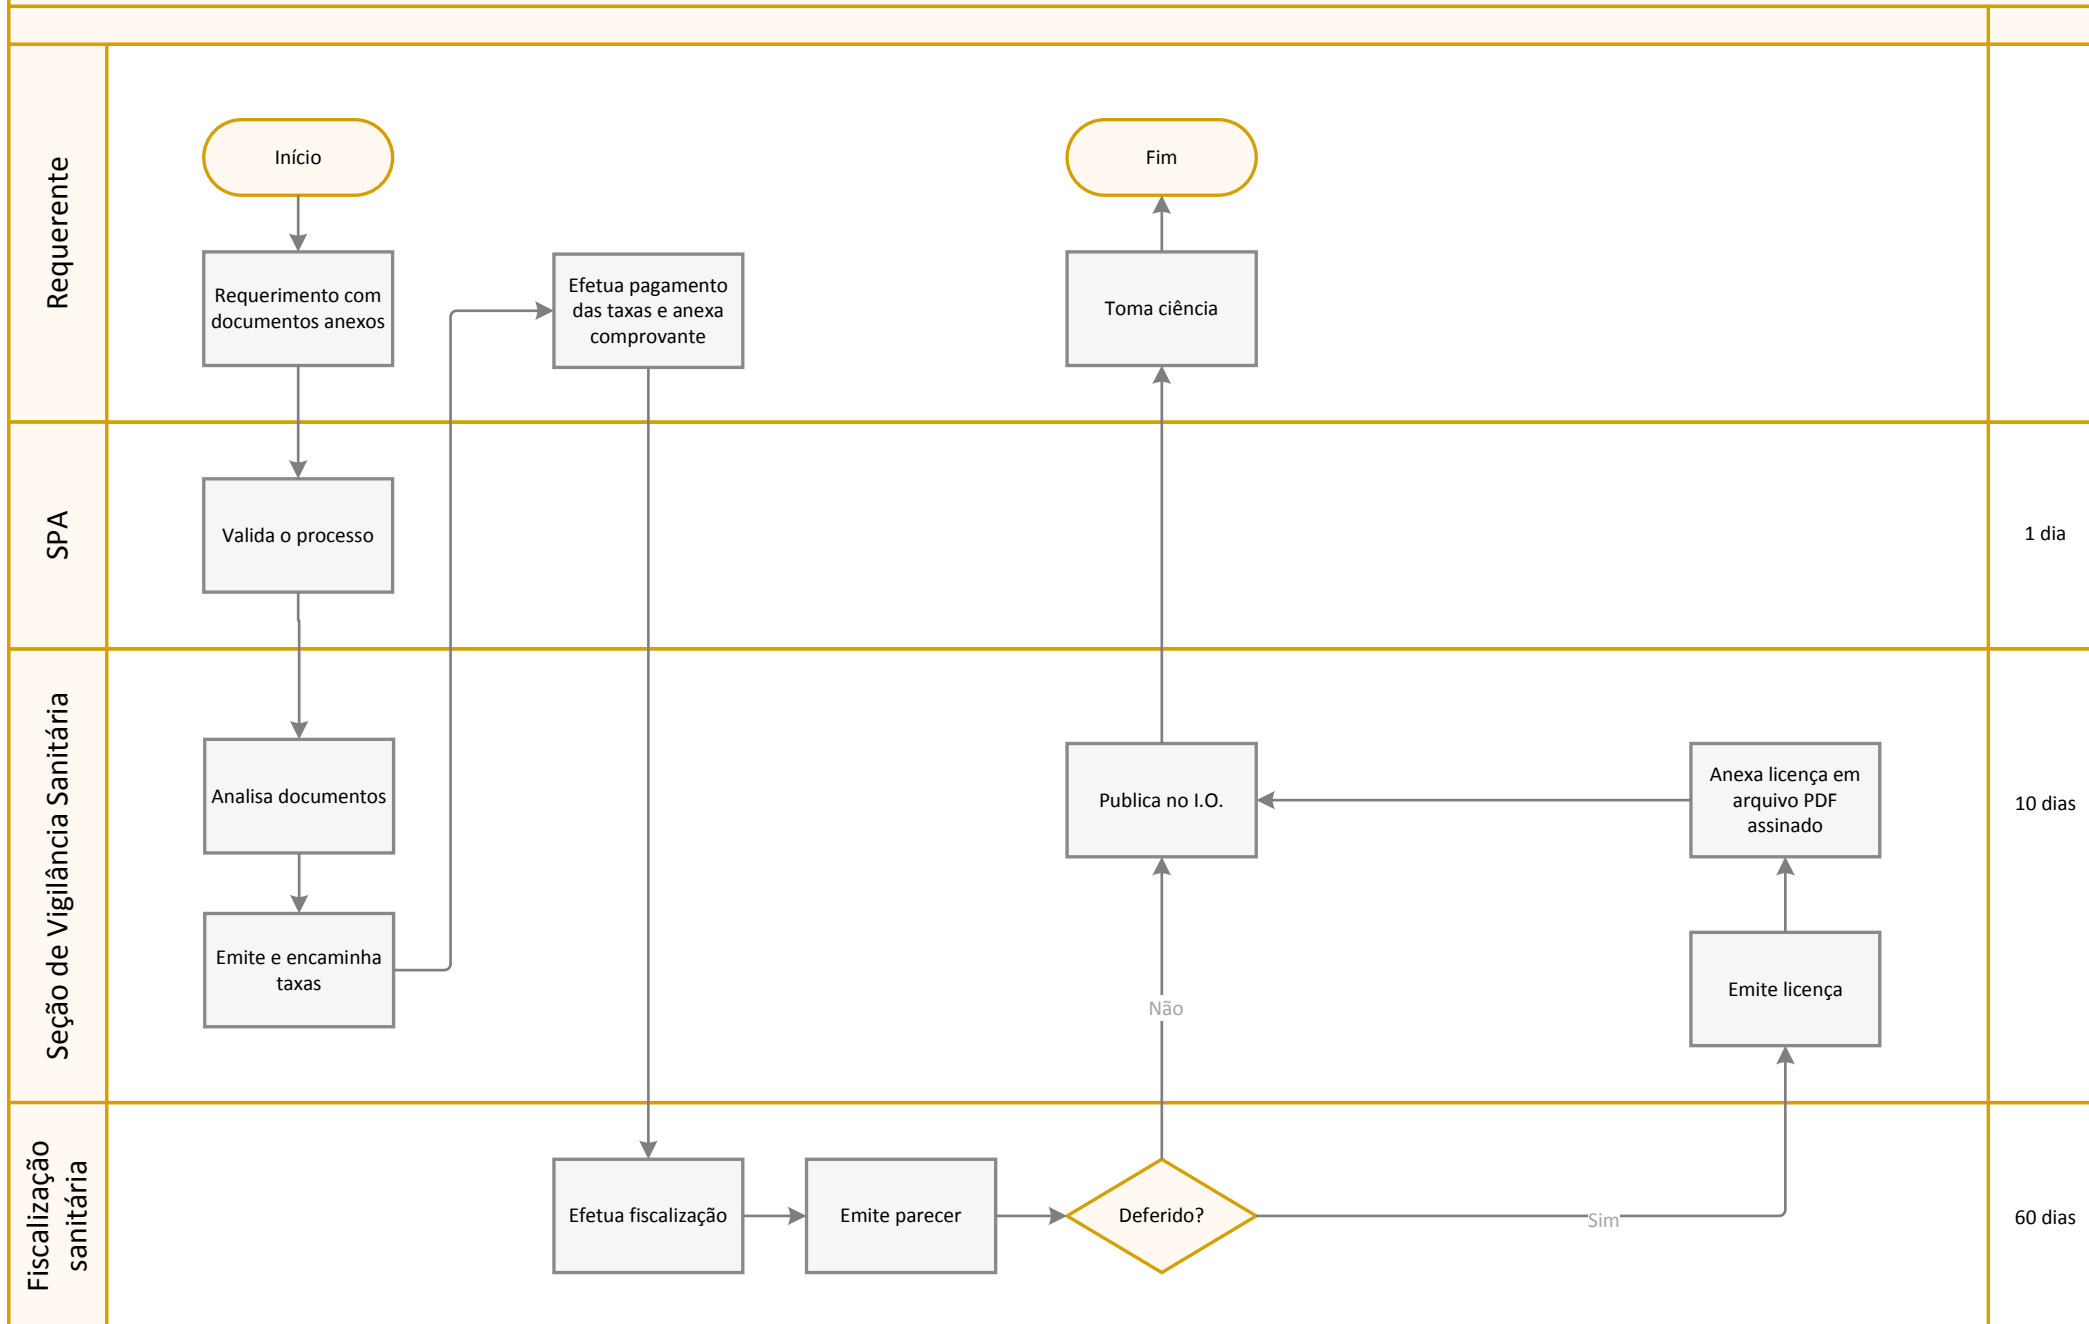 Requerente
Início
Fim
Requerimento com
documentos anexos
Efetua pagamento
das taxas e anexa
comprovante
Toma ciência
SPA
Valida o processo
1 dia
Seção de Vigilância Sanitária
Analisa documentos
Publica no I.O.
Anexa licença em
arquivo PDF
assinado
10 dias
Emite e encaminha
taxas
Não
Emite licença
Fiscalização
sanitária
Efetua fiscalização
Emite parecer
Deferido?
Sim
60 dias